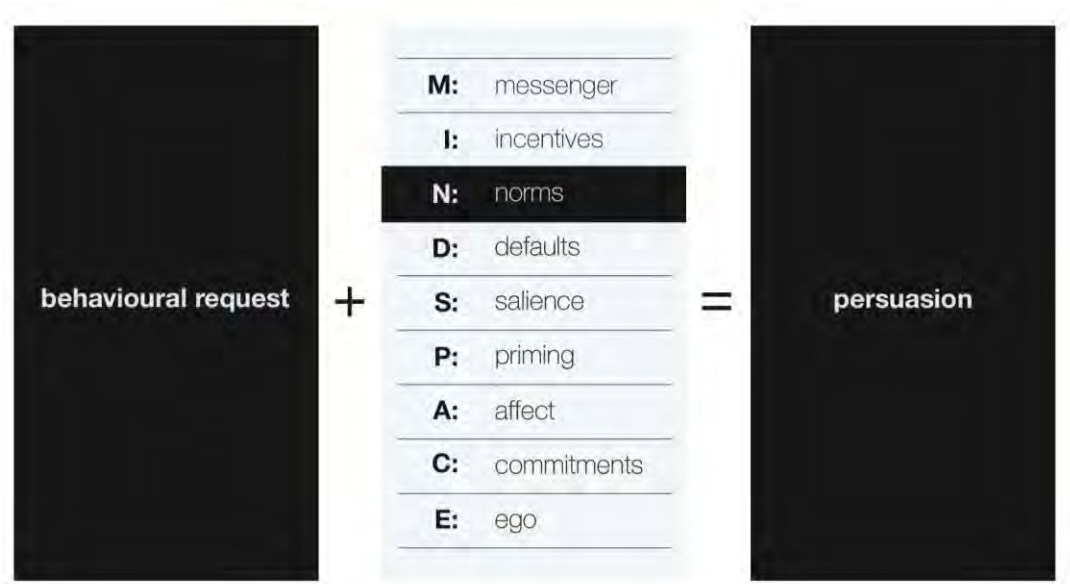 behavioural request
+
M: messenger
I: incentives
N: norms
D: defaults
S: salience
P: priming
A: affect
C: commitments
E: ego
=
persuasion